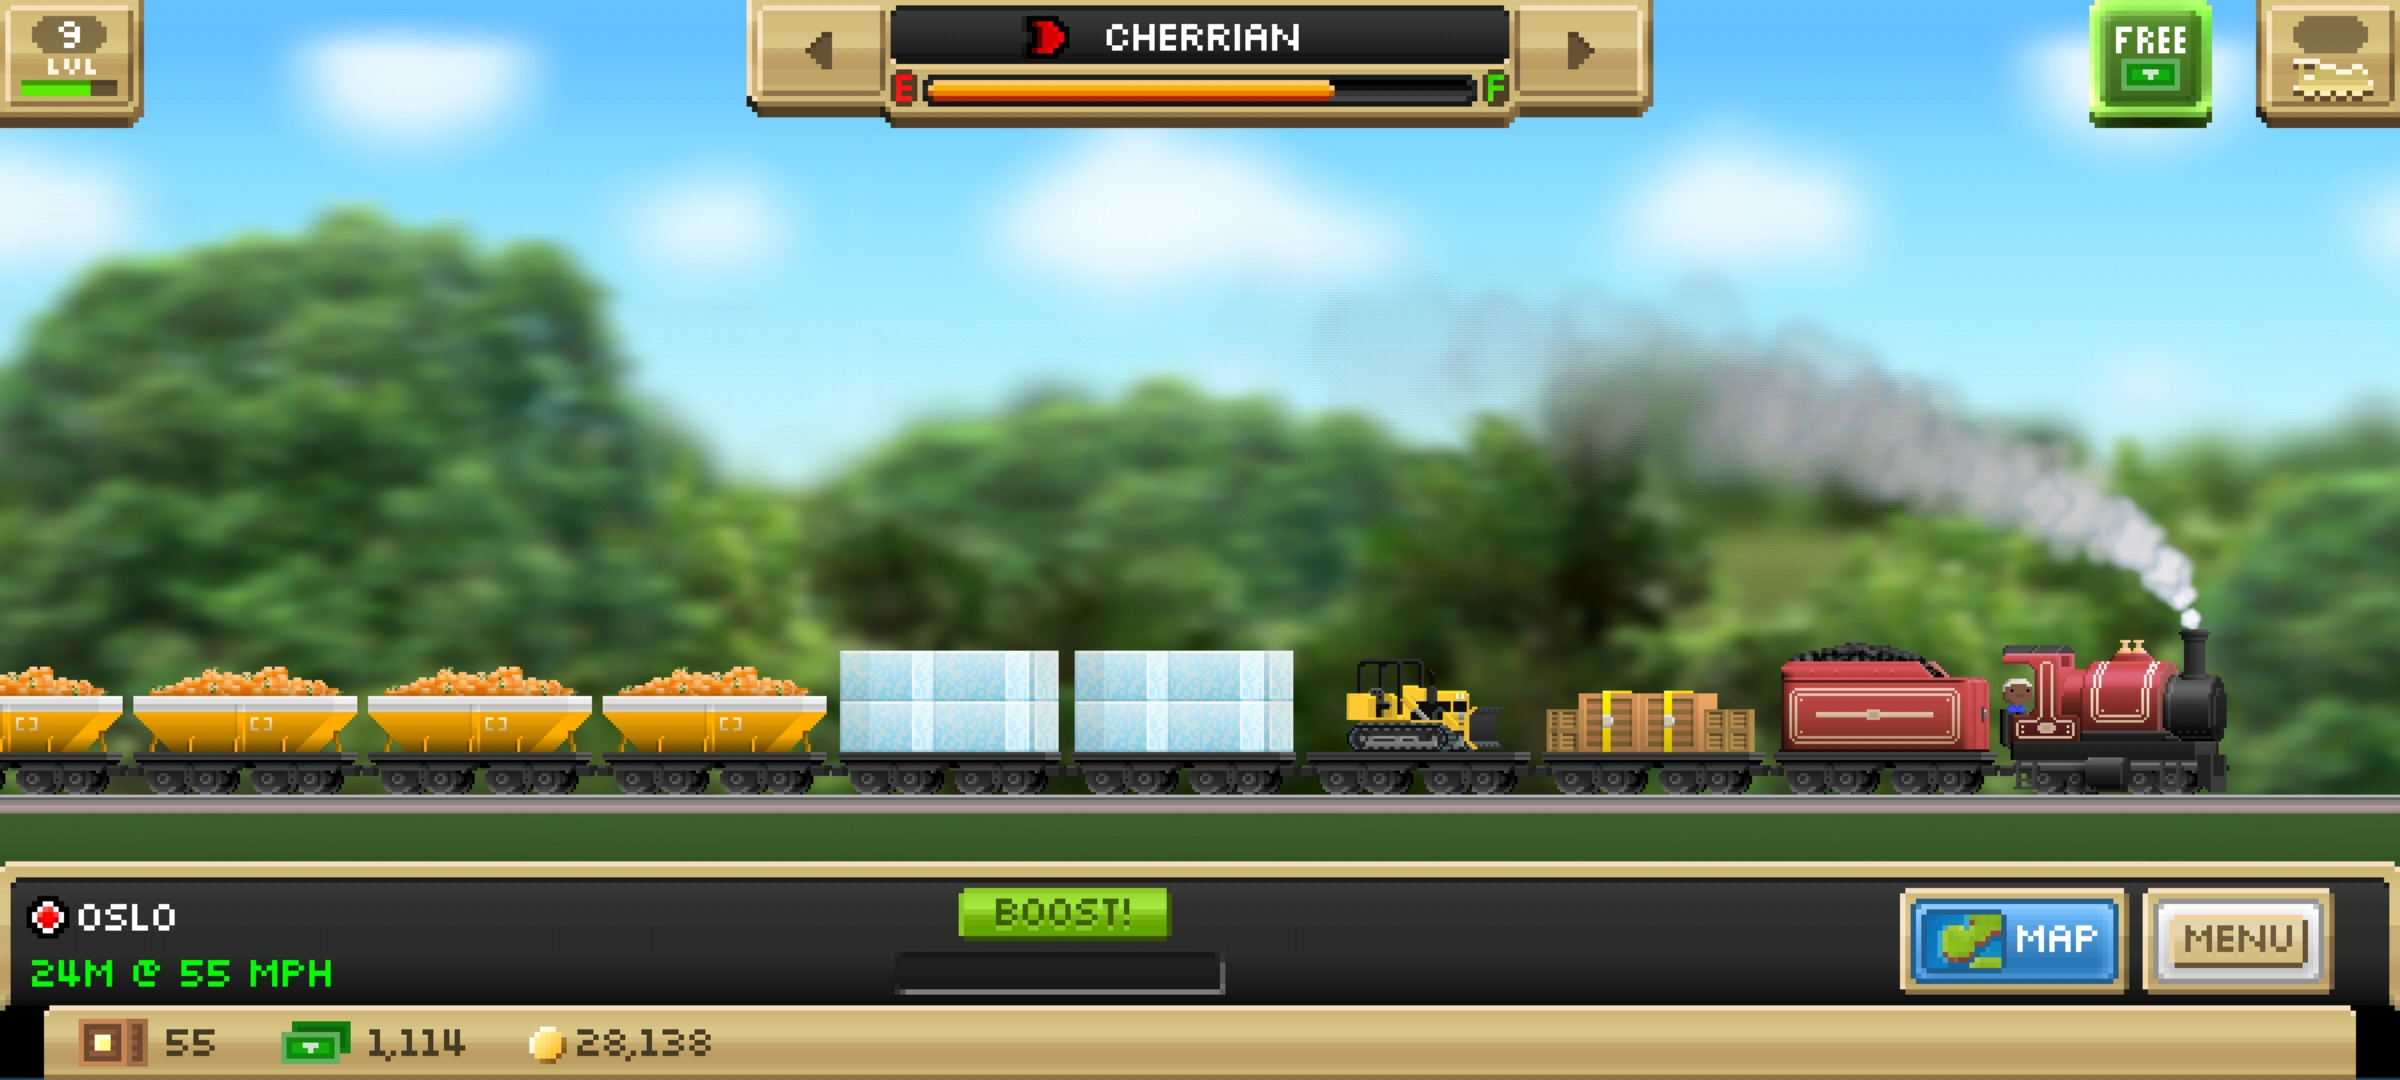 9
LVL
CHERRIAN
E
F
FREE
OSLO
24M @ 55 MPH
BOOST!
MAP
MENU
55
1,114
28,138